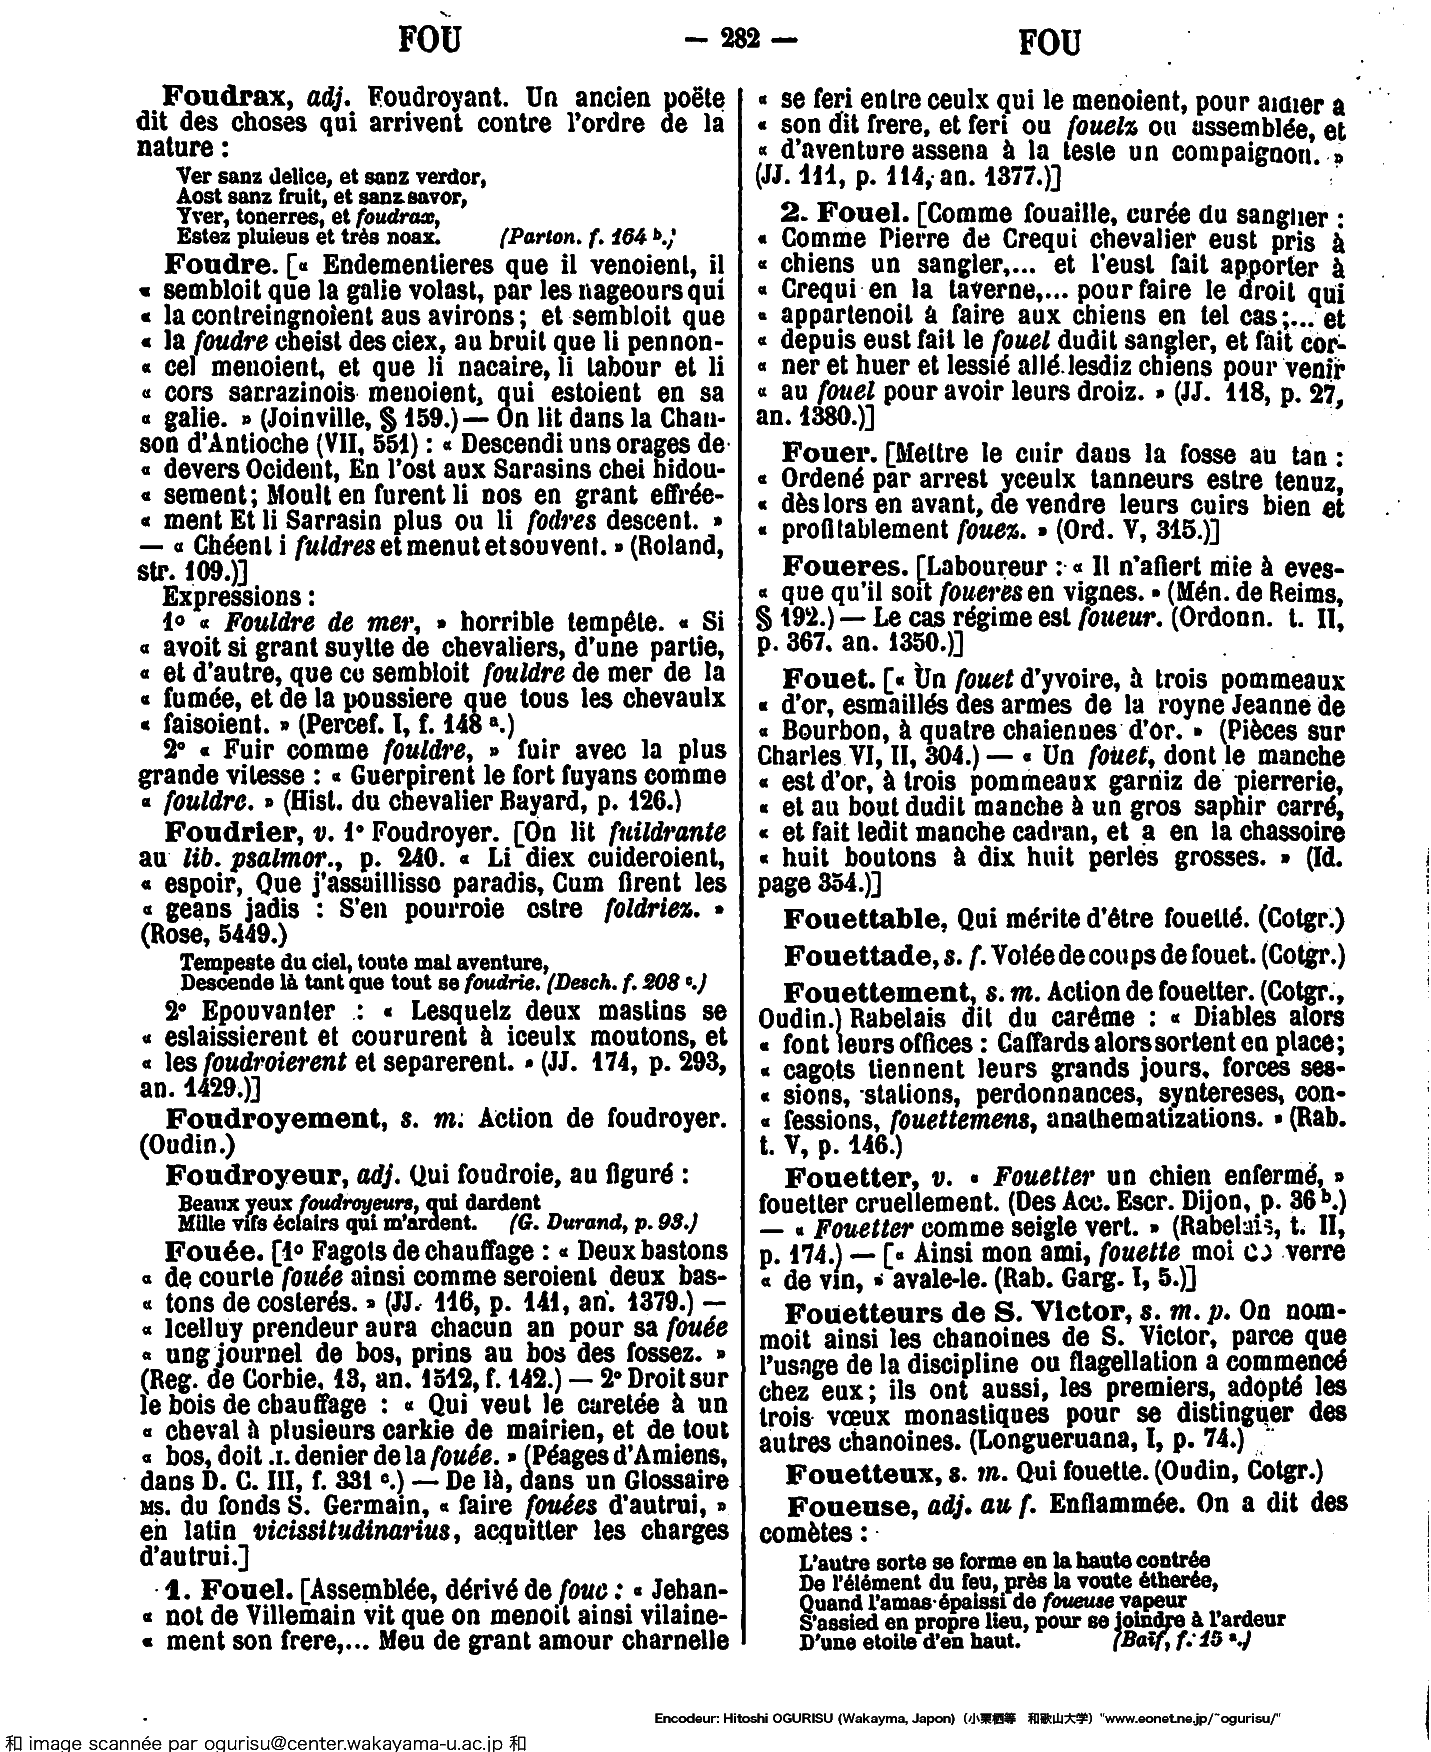 FOU
— 282 —
FOU
Foudrax, adj. Foudroyant. Un ancien poëte
dit des choses qui arrivent contre l'ordre de la
nature :
Ver sanz delice, et sanz verdor,
Aost sanz fruit, et sanz savor,
Yver, tonerres, et foudrax,
Estez pluieus et très noax. (Parton. f. 164 b.)
Foudre. [« Endementieres que il venoient, il
« sembloit que la galie volast, par les nageours qui
« la contreingnoient aus avirons; et sembloit que
« la foudre cheist des ciex, au bruit que li pennon-
« cel menoient, et que li nacaire, li tabour et li
« cors sarrazinois menoient, qui estoient en sa
« galie. » (Joinville, § 159.) — On lit dans la Chan-
son d'Antioche (VII, 551) : « Descendi uns orages de
« devers Ocident, En l'ost aux Sarasins chei hidou-
« sement; Moult en furent li nos en grant effrée-
« ment Et li Sarrasin plus ou li fodres descent. »
— « Chéent i fuldres et menut et souvent. » (Roland,
str. 109.)]
Expressions :
1º « Fouldre de mer, » horrible tempête. « Si
« avoit si grant suylte de chevaliers, d'une partie,
« et d'autre, que ce sembloit fouldre de mer de la
« fumée, et de la poussiere que tous les chevaulx
« faisoient. » (Percef. I, f. 148 a.)
2º « Fuir comme fouldre, » fuir avec la plus
grande vitesse : « Guerpirent le fort fuyans comme
« fouldre. » (Hist. du chevalier Bayard, p. 126.)
Foudrier, v. 1º Foudroyer. [On lit fuildrante
au lib. psalmor., p. 240. « Li diex cuideroient,
« espoir, Que j'assaillisse paradis, Cum firent les
« geans jadis : S'en pourroie estre foldriez. »
(Rose, 5449.)
Tempeste du ciel, toute mal aventure,
Descende là tant que tout se foudrie. (Desch. f. 208 c.)
2º Epouvanter : « Lesquelz deux mastins se
« eslaissierent et coururent à iceulx moutons, et
« les foudroierent et separerent. » (JJ. 174, p. 293,
an. 1429.)]
Foudroyement, s. m. Action de foudroyer.
(Oudin.)
Foudroyeur, adj. Qui foudroie, au figuré :
Beaux yeux foudroyeurs, qui dardent
Mille vifs éclairs qui m'ardent. (G. Durand, p. 93.)
Fouée. [1º Fagots de chauffage : « Deux bastons
« de courte fouée ainsi comme seroient deux bas-
« tons de costerés. » (JJ. 116, p. 141, an. 1379.) —
« Icelluy prendeur aura chacun an pour sa fouée
« ung journel de bos, prins au bos des fossez. »
(Reg. de Corbie, 13, an. 1512, f. 142.) — 2º Droit sur
le bois de chauffage : « Qui veut le caretée à un
« cheval à plusieurs carkie de mairien, et de tout
« bos, doit .I. denier de la fouée. » (Péages d'Amiens,
dans D. C. III, f. 331 c.) — De là, dans un Glossaire
MS. du fonds S. Germain, « faire fouées d'autrui, »
en latin vicissitudinarius, acquitter les charges
d'autrui.]
1. Fouel. [Assemblée, dérivé de fouc : « Jehan-
« not de Villemain vit que on menoit ainsi vilaine-
« ment son frere,... Meu de grant amour charnelle
« se feri entre ceulx qui le menoient, pour aidier a
« son dit frere, et feri ou fouelz ou assemblée, et
« d'aventure assena à la teste un compaignon. »
(JJ. 111, p. 114, an. 1377.)]
2. Fouel. [Comme fouaille, curée du sanglier :
« Comme Pierre de Crequi chevalier eust pris à
« chiens un sangler,... et l'eust fait apporter à
« Crequi en la taverne,... pour faire le droit qui
« appartenoit à faire aux chiens en tel cas;... et
« depuis eust fait le fouel dudit sangler, et fait cor-
« ner et huer et lessié allé lesdiz chiens pour venir
« au fouel pour avoir leurs droiz. » (JJ. 118, p. 27,
an. 1380.)]
Fouer. [Mettre le cuir dans la fosse au tan :
« Ordené par arrest yceulx tanneurs estre tenuz,
« dès lors en avant, de vendre leurs cuirs bien et
« profitablement fouez. » (Ord. V, 315.)]
Foueres. [Laboureur : « Il n'afiert mie à eves-
« que qu'il soit foueres en vignes. » (Mén. de Reims,
§ 192.) — Le cas régime est foueur. (Ordonn. t. II,
p. 367. an. 1350.)]
Fouet. [« Un fouet d'yvoire, à trois pommeaux
« d'or, esmaillés des armes de la royne Jeanne de
« Bourbon, à quatre chaiennes d'or. » (Pièces sur
Charles VI, II, 304.) — « Un fouet, dont le manche
« est d'or, à trois pommeaux garniz de pierrerie,
« et au bout dudit manche à un gros saphir carré,
« et fait ledit manche cadran, et a en la chassoire
« huit boutons à dix huit perles grosses. » (Id.
page 354.)]
Fouettable, Qui mérite d'être fouetté. (Cotgr.)
Fouettade, s. f. Volée de coups de fouet. (Cotgr.)
Fouettement, s. m. Action de fouetter. (Cotgr.,
Oudin.) Rabelais dit du carême : « Diables alors
« font leurs offices : Caffards alors sortent en place;
« cagots tiennent leurs grands jours, forces ses-
« sions, stations, perdonnances, syntereses, con-
« fessions, fouettemens, anathematizations. » (Rab.
t. V, p. 146.)
Fouetter, v. « Fouetter un chien enfermé, »
fouetter cruellement. (Des Acc. Escr. Dijon, p. 36 b.)
— « Fouetter comme seigle vert. » (Rabelais, t. II,
p. 174.) — [« Ainsi mon ami, fouette moi ce verre
« de vin, « avale-le. (Rab. Garg. I, 5.)]
Fouetteurs de S. Victor, s. m. p. On nom-
moit ainsi les chanoines de S. Victor, parce que
l'usage de la discipline ou flagellation a commencé
chez eux; ils ont aussi, les premiers, adopté les
trois vœux monastiques pour se distinguer des
autres chanoines. (Longueruana, I, p. 74.)
Fouetteux, s. m. Qui fouette. (Oudin, Cotgr.)
Foueuse, adj. au f. Enflammée. On a dit des
comètes :
L'autre sorte se forme en la haute contrée
De l'élément du feu, près la voute étherée,
Quand l'amas épaissi de foueuse vapeur
S'assied en propre lieu, pour se joindre à l'ardeur
D'une etoile d'en haut. (Baïf, f. 15 a.)
Encodeur: Hitoshi OGURISU (Wakayma, Japon) (小栗栖等 和歌山大学) "www.eonet.ne.jp/~ogurisu/"
和 image scannée par ogurisu@center.wakayama-u.ac.jp 和